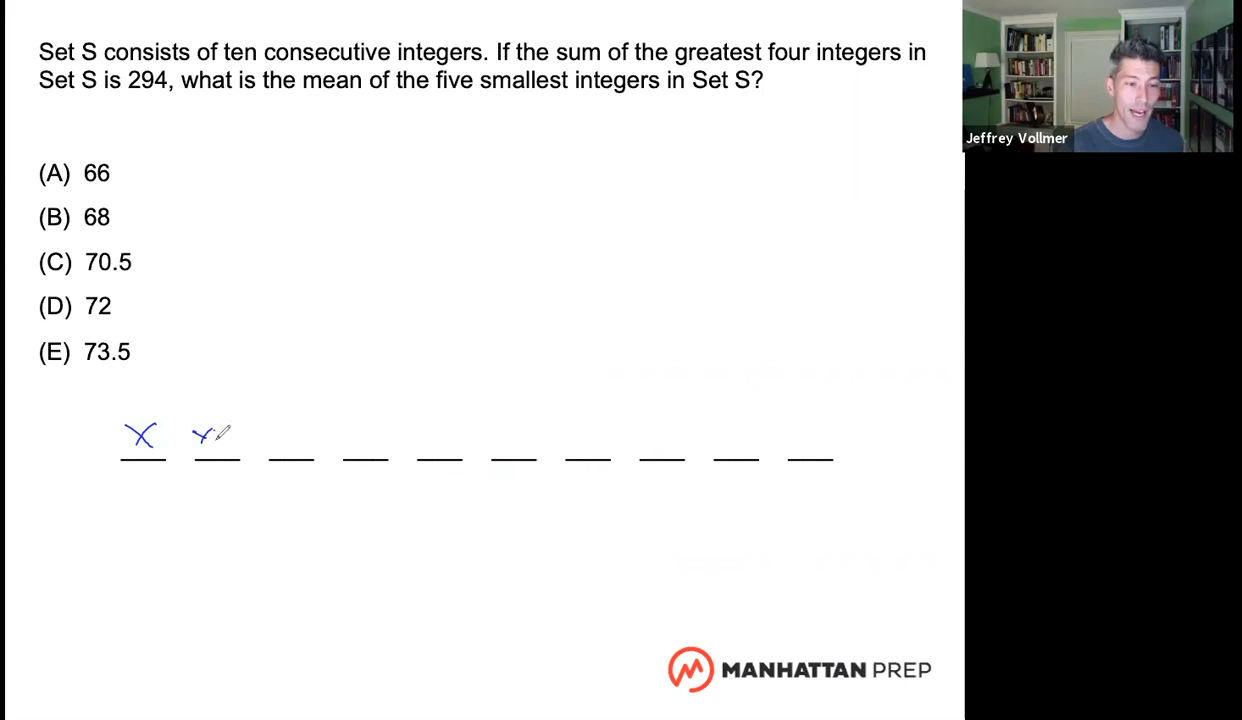 Set S consists of ten consecutive integers. If the sum of the greatest four integers in
Set S is 294, what is the mean of the five smallest integers in Set S?
Jeffrey Vollmer
(A) 66
(B) 68
(C) 70.5
(D) 72
(E) 73.5
X x
MANHATTAN PREP